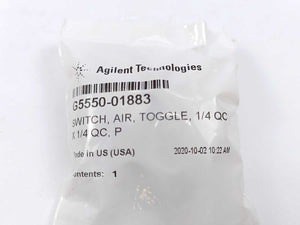 Agilent Technologies
G5550-01883
SWITCH, AIR, TOGGLE, 1/4 QC
X 1/4 QC, P
Made in US (USA)
2020-10-02 10:22 AM
Contents: 1